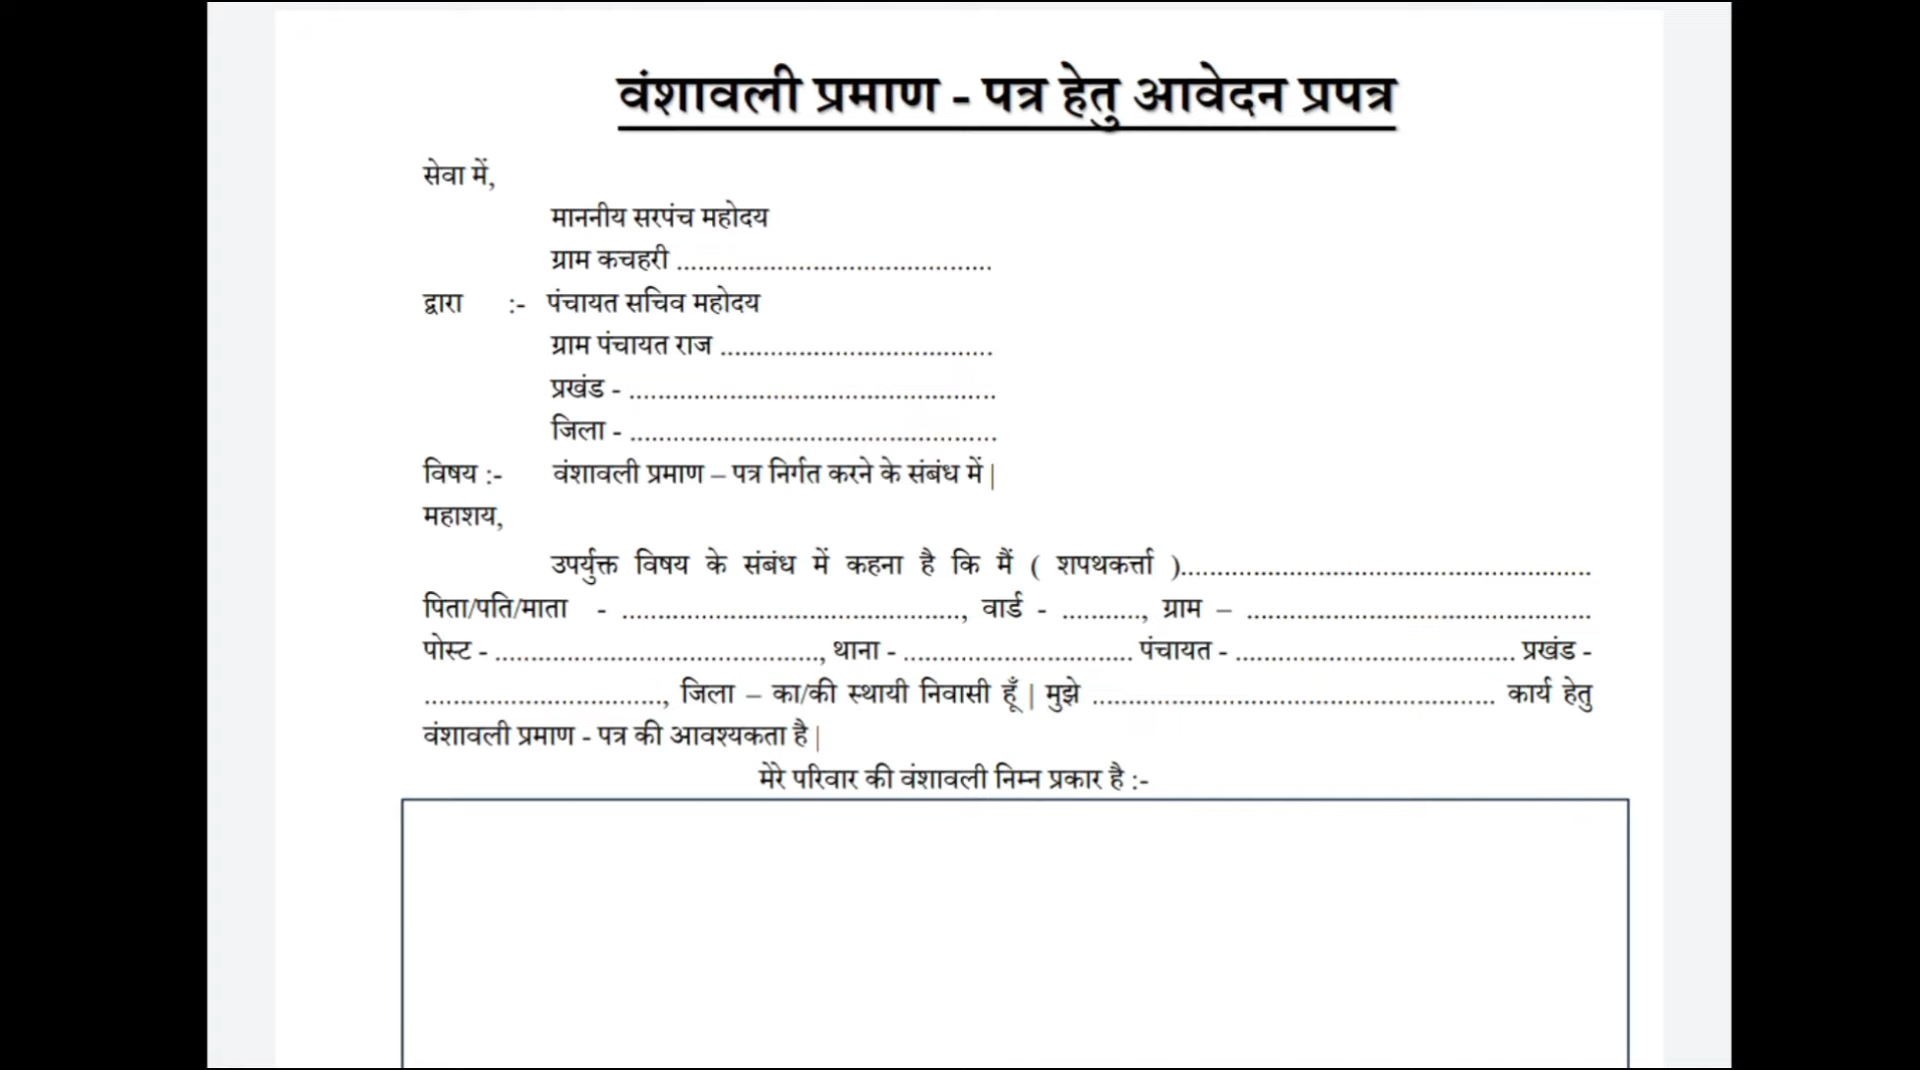 वंशावली प्रमाण - पत्र हेतु आवेदन प्रपत्र
सेवा में,
माननीय सरपंच महोदय
ग्राम कचहरी ............................................
द्वारा :- पंचायत सचिव महोदय
ग्राम पंचायत राज ......................................
प्रखंड - ...................................................
जिला - ...................................................
विषय :- वंशावली प्रमाण – पत्र निर्गत करने के संबंध में |
महाशय,
उपर्युक्त विषय के संबंध में कहना है कि मैं ( शपथकर्त्ता ).........................................................
पिता/पति/माता - ..............................................., वार्ड - ..........., ग्राम – ................................................
पोस्ट - ............................................., थाना - ................................ पंचायत - ....................................... प्रखंड -
................................., जिला – का/की स्थायी निवासी हूँ | मुझे ........................................................ कार्य हेतु
वंशावली प्रमाण - पत्र की आवश्यकता है |
मेरे परिवार की वंशावली निम्न प्रकार है :-